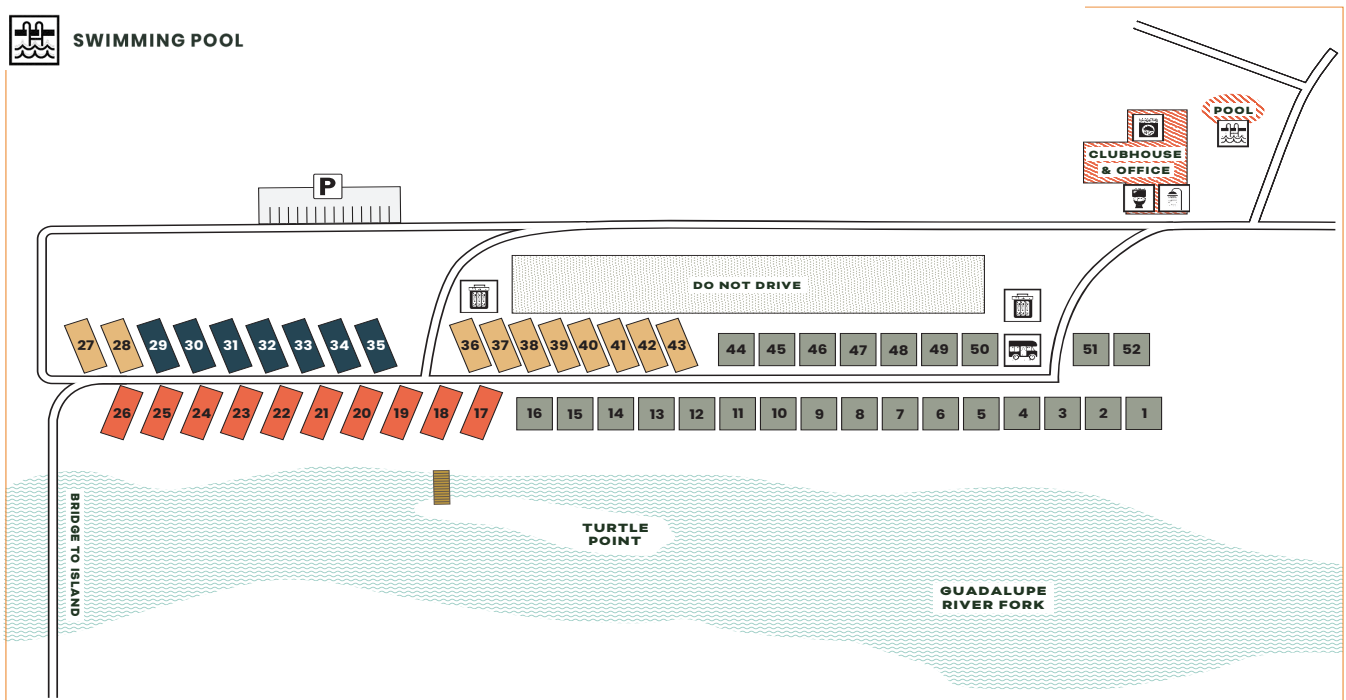 SWIMMING POOL
POOL
CLUBHOUSE
& OFFICE
P
DO NOT DRIVE
27 28 29 30 31 32 33 34 35 36 37 38 39 40 41 42 43 44 45 46 47 48 49 50 51 52
26 25 24 23 22 21 20 19 18 17 16 15 14 13 12 11 10 9 8 7 6 5 4 3 2 1
BRIDGE TO ISLAND
TURTLE
POINT
GUADALUPE
RIVER FORK